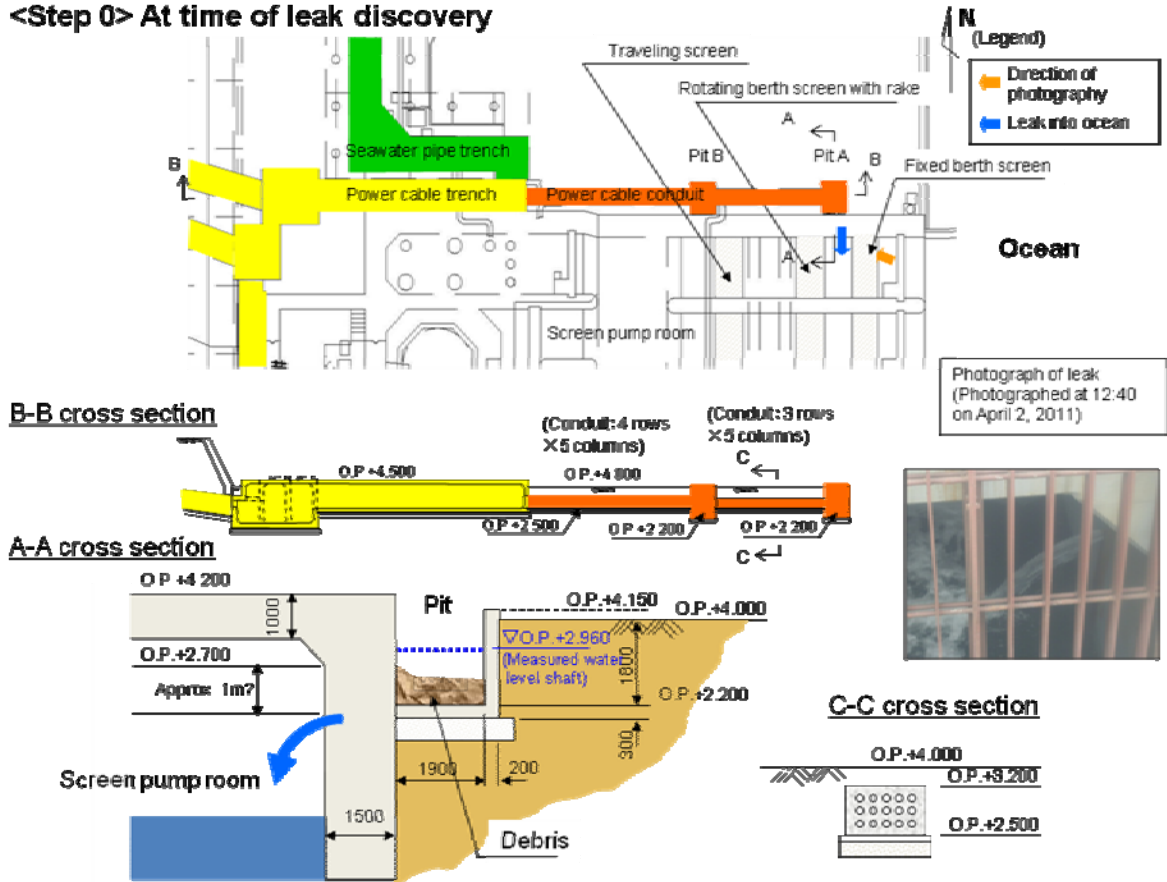 <Step 0> At time of leak discovery
N
(Legend)
Direction of
photography
Leak into ocean
Traveling screen
Rotating berth screen with rake
A
Seawater pipe trench
Pit B
Pit A
B
B
Fixed berth screen
Power cable trench
Power cable conduit
A
Ocean
Screen pump room
Photograph of leak
(Photographed at 12:40
on April 2, 2011)
B-B cross section
(Conduit: 4 rows
×5 columns)
(Conduit: 3 rows
×5 columns)
C
O.P +4.500
O.P +4.800
O.P +2.500
O.P +2 200
O.P +2 200
C
A-A cross section
O.P +4 200
Pit
O.P.+4.150
O.P.+4.000
1000
▽O.P.+2.960
(Measured water
level shaft)
1800
O.P.+2.700
Approx 1m?
O.P.+2.200
300
Screen pump room
1900
200
1500
Debris
C-C cross section
O.P.+4.000
O.P.+3.200
O.P.+2.500